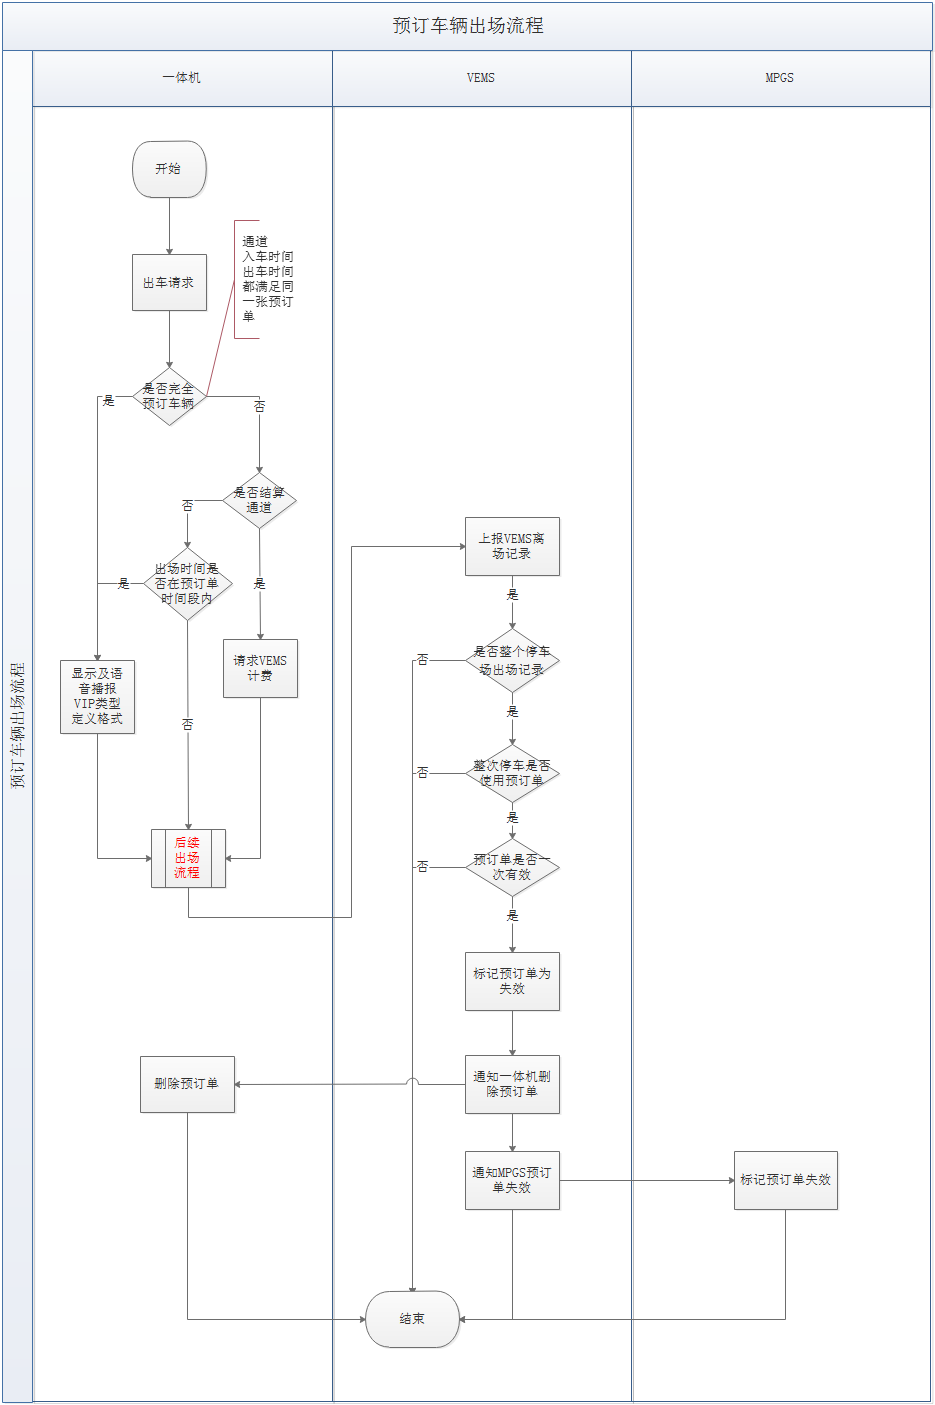 预订车辆出场流程
预订车辆出场流程
一体机
VEMS
MPGS
开始
通道
入车时间
出车时间
都满足同
一张预订
单
出车请求
是否完全
预订车辆
是
否
是否结算
通道
否
出场时间是
否在预订单
时间段内
是
是
请求VEMS
计费
显示及语
音播报
VIP类型
定义格式
否
后续
出场
流程
上报VEMS离
场记录
是
是否整个停车
场出场记录
否
是
整次停车是否
使用预订单
否
是
预订单是否一
次有效
否
是
标记预订单为
失效
通知一体机删
除预订单
删除预订单
通知MPGS预订
单失效
标记预订单失效
结束